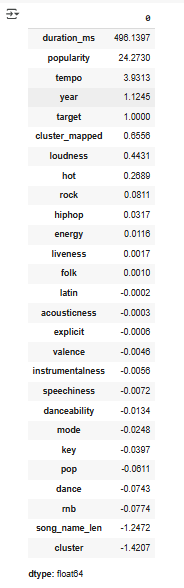 0
duration_ms 496.1397
popularity 24.2730
tempo 3.9313
year 1.1245
target 1.0000
cluster_mapped 0.6556
loudness 0.4431
hot 0.2689
rock 0.0811
hiphop 0.0317
energy 0.0116
liveness 0.0017
folk 0.0010
latin -0.0002
acousticness -0.0003
explicit -0.0006
valence -0.0046
instrumentalness -0.0056
speechiness -0.0072
danceability -0.0134
mode -0.0248
key -0.0397
pop -0.0611
dance -0.0743
rnb -0.0774
song_name_len -1.2472
cluster -1.4207
dtype: float64